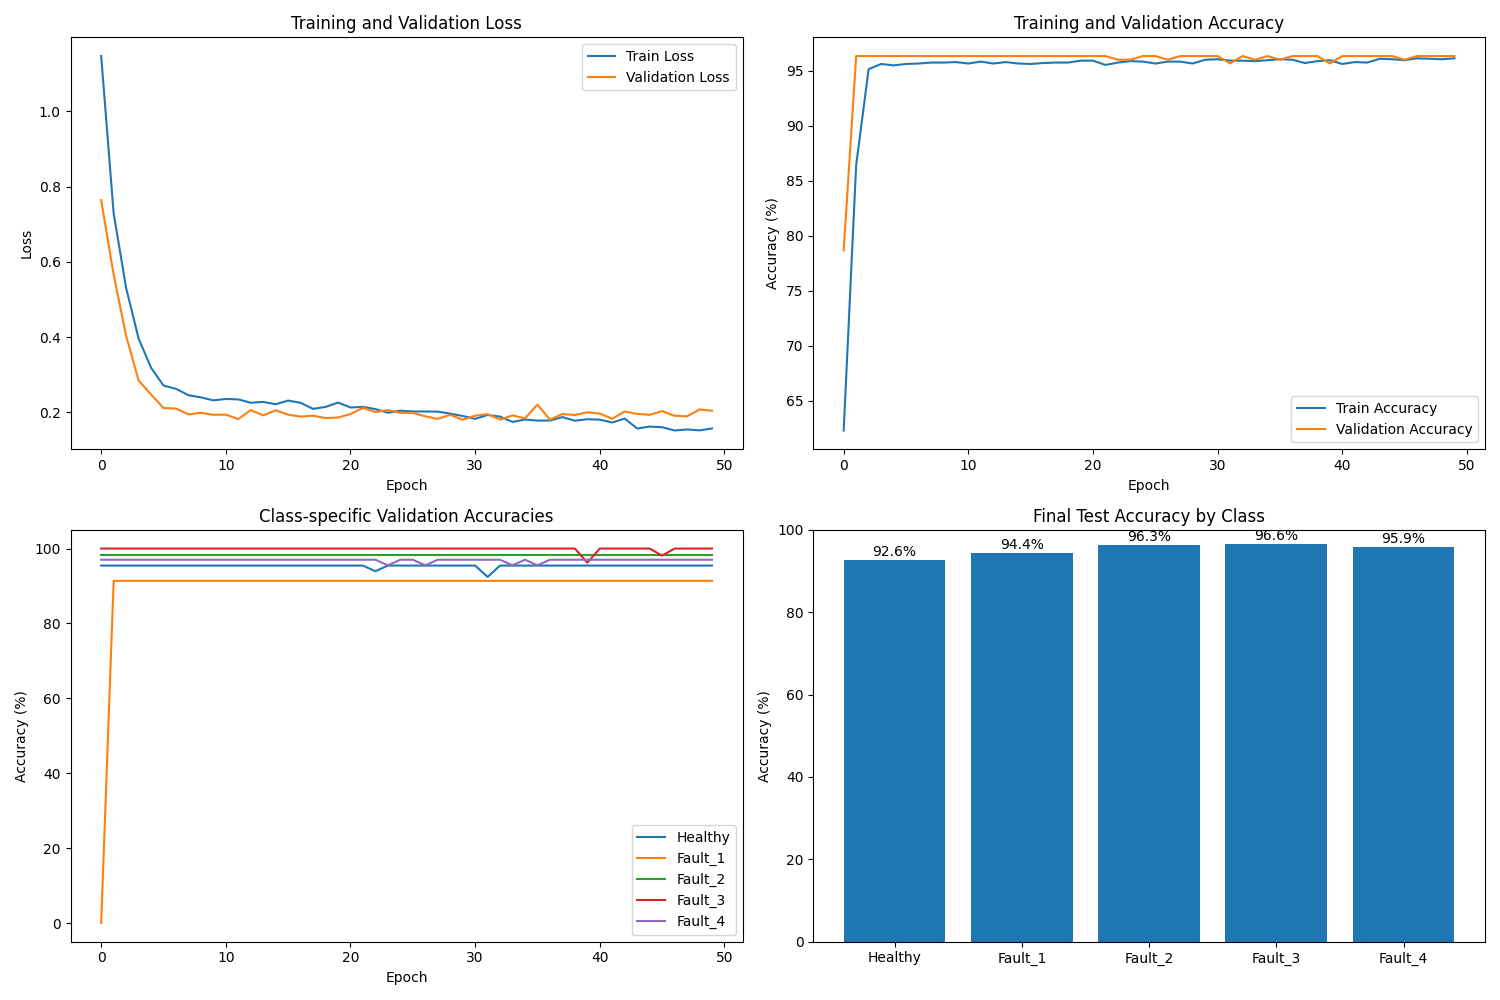 Training and Validation Loss
Train Loss
Validation Loss
1.0
0.8
0.6
0.4
0.2
Loss
0 10 20 30 40 50
Epoch
Training and Validation Accuracy
95
90
85
80
75
70
65
Accuracy (%)
Train Accuracy
Validation Accuracy
0 10 20 30 40 50
Epoch
Class-specific Validation Accuracies
100
80
60
40
20
0
Accuracy (%)
Healthy
Fault_1
Fault_2
Fault_3
Fault_4
0 10 20 30 40 50
Epoch
Final Test Accuracy by Class
100
80
60
40
20
0
Accuracy (%)
92.6% 94.4% 96.3% 96.6% 95.9%
Healthy Fault_1 Fault_2 Fault_3 Fault_4